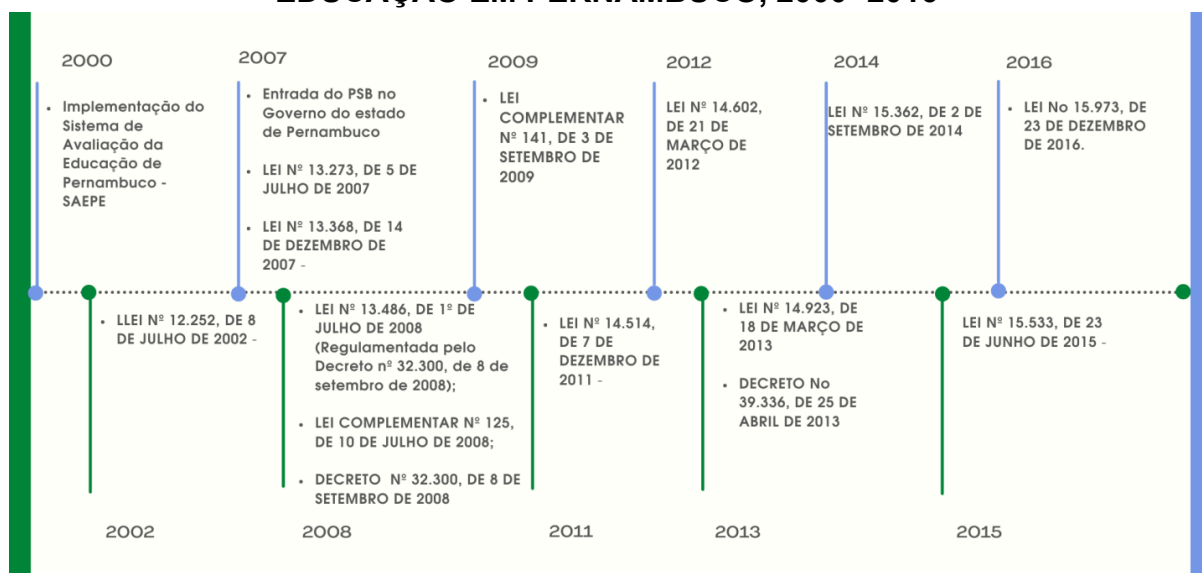 EDUCAÇÃO EM PERNAMBUCO, 2000- 2016
2000
• Implementação do
Sistema de
Avaliação da
Educação de
Pernambuco -
SAEPE
2007
• Entrada do PSB no
Governo do estado
de Pernambuco
• LEI Nº 13.273, DE 5 DE
JULHO DE 2007
• LEI Nº 13.368, DE 14
DE DEZEMBRO DE
2007 -
2009
• LEI
COMPLEMENTAR
Nº 141, DE 3 DE
SETEMBRO DE
2009
2012
LEI Nº 14.602,
DE 21 DE
MARÇO DE
2012
2014
LEI Nº 15.362, DE 2 DE
SETEMBRO DE 2014
2016
• LEI No 15.973, DE
23 DE DEZEMBRO
DE 2016.
• LLEI Nº 12.252, DE 8
DE JULHO DE 2002 -
2002
• LEI Nº 13.486, DE 1º DE
JULHO DE 2008
(Regulamentada pelo
Decreto nº 32.300, de 8 de
setembro de 2008);
• LEI COMPLEMENTAR Nº 125,
DE 10 DE JULHO DE 2008;
• DECRETO Nº 32.300, DE 8 DE
SETEMBRO DE 2008
2008
• LEI Nº 14.514,
DE 7 DE
DEZEMBRO DE
2011 -
2011
• LEI Nº 14.923, DE
18 DE MARÇO DE
2013
• DECRETO No
39.336, DE 25 DE
ABRIL DE 2013
2013
LEI Nº 15.533, DE 23
DE JUNHO DE 2015 -
2015